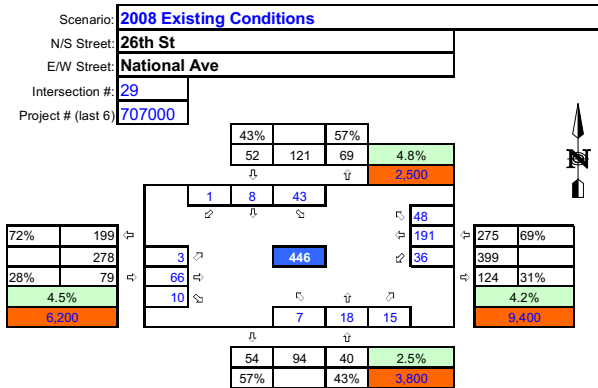 Scenario: 2008 Existing Conditions
N/S Street: 26th St
E/W Street: National Ave
Intersection #: 29
Project # (last 6) 707000
N
43% 57%
52 121 69 4.8%
⇩ ⇧ 2,500
1 8 43
⬃ ⇩ ⬂
⬁ 48
72% 199 ⇦ ⇦ 191 ⇦ 275 69%
278 3 ⬀ 446 ⬃ 36 399
28% 79 ⇨ 66 ⇨ ⇨ 124 31%
4.5% 10 ⬂ ⬁ ⇧ ⬀ 4.2%
6,200 7 18 15 9,400
⇩ ⇧
54 94 40 2.5%
57% 43% 3,800